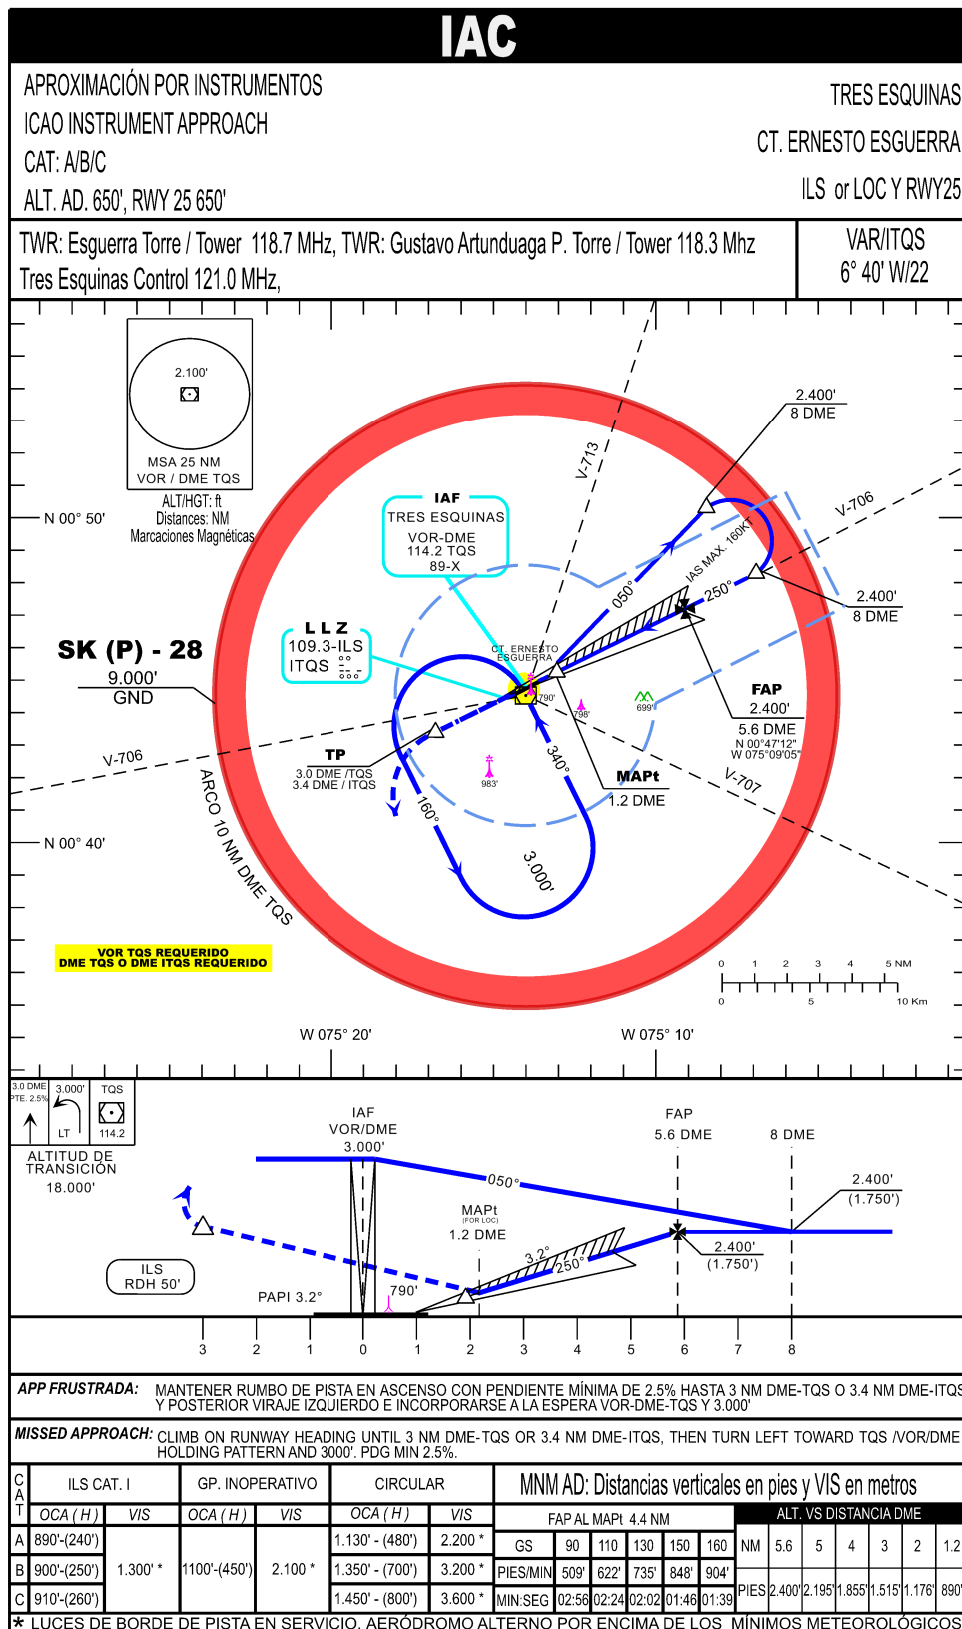 IAC
APROXIMACIÓN POR INSTRUMENTOS
ICAO INSTRUMENT APPROACH
CAT: A/B/C
ALT. AD. 650', RWY 25 650'
TRES ESQUINAS
CT. ERNESTO ESGUERRA
ILS or LOC Y RWY25
TWR: Esguerra Torre / Tower 118.7 MHz, TWR: Gustavo Artunduaga P. Torre / Tower 118.3 Mhz
Tres Esquinas Control 121.0 MHz,
VAR/ITQS
6° 40' W/22
2.100'
MSA 25 NM
VOR / DME TQS
ALT/HGT: ft
Distances: NM
Marcaciones Magnéticas
2.400'
8 DME
V-713
V-706
IAF
TRES ESQUINAS
VOR-DME
114.2 TQS
89-X
N 00° 50'
IAS MAX. 160KT
050°
250°
2.400'
8 DME
LLZ
109.3-ILS
ITQS
CT. ERNESTO
ESGUERRA
SK (P) - 28
9.000'
GND
790'
798'
699'
FAP
2.400'
5.6 DME
N 00°47'12"
W 075°09'05"
TP
3.0 DME /TQS
3.4 DME / ITQS
V-706
983'
340°
160°
MAPt
1.2 DME
V-707
N 00° 40'
3.000'
ARCO 10 NM DME TQS
VOR TQS REQUERIDO
DME TQS O DME ITQS REQUERIDO
0 1 2 3 4 5 NM
0 5 10 Km
W 075° 20'
W 075° 10'
3.0 DME
PTE. 2.5%
3.000'
LT
TQS
114.2
ALTITUD DE
TRANSICIÓN
18.000'
IAF
VOR/DME
3.000'
FAP
5.6 DME
8 DME
050°
2.400'
(1.750')
MAPt
(FOR LOC)
1.2 DME
3.2°
250°
2.400'
(1.750')
ILS
RDH 50'
PAPI 3.2°
790'
3 2 1 0 1 2 3 4 5 6 7 8
APP FRUSTRADA: MANTENER RUMBO DE PISTA EN ASCENSO CON PENDIENTE MÍNIMA DE 2.5% HASTA 3 NM DME-TQS O 3.4 NM DME-ITQS
Y POSTERIOR VIRAJE IZQUIERDO E INCORPORARSE A LA ESPERA VOR-DME-TQS Y 3.000'
MISSED APPROACH: CLIMB ON RUNWAY HEADING UNTIL 3 NM DME-TQS OR 3.4 NM DME-ITQS, THEN TURN LEFT TOWARD TQS /VOR/DME
HOLDING PATTERN AND 3000'. PDG MIN 2.5%.
CAT ILS CAT. I GP. INOPERATIVO CIRCULAR MNM AD: Distancias verticales en pies y VIS en metros
OCA ( H ) VIS OCA ( H ) VIS OCA ( H ) VIS FAP AL MAPt 4.4 NM ALT. VS DISTANCIA DME
A 890'-(240') 1.130' - (480') 2.200 * GS 90 110 130 150 160 NM 5.6 5 4 3 2 1.2
B 900'-(250') 1.300' * 1100'-(450') 2.100 * 1.350' - (700') 3.200 * PIES/MIN 509' 622' 735' 848' 904'
PIES 2.400' 2.195' 1.855' 1.515' 1.176' 890'
C 910'-(260') 1.450' - (800') 3.600 * MIN:SEG 02:56 02:24 02:02 01:46 01:39
* LUCES DE BORDE DE PISTA EN SERVICIO. AERÓDROMO ALTERNO POR ENCIMA DE LOS MÍNIMOS METEOROLÓGICOS